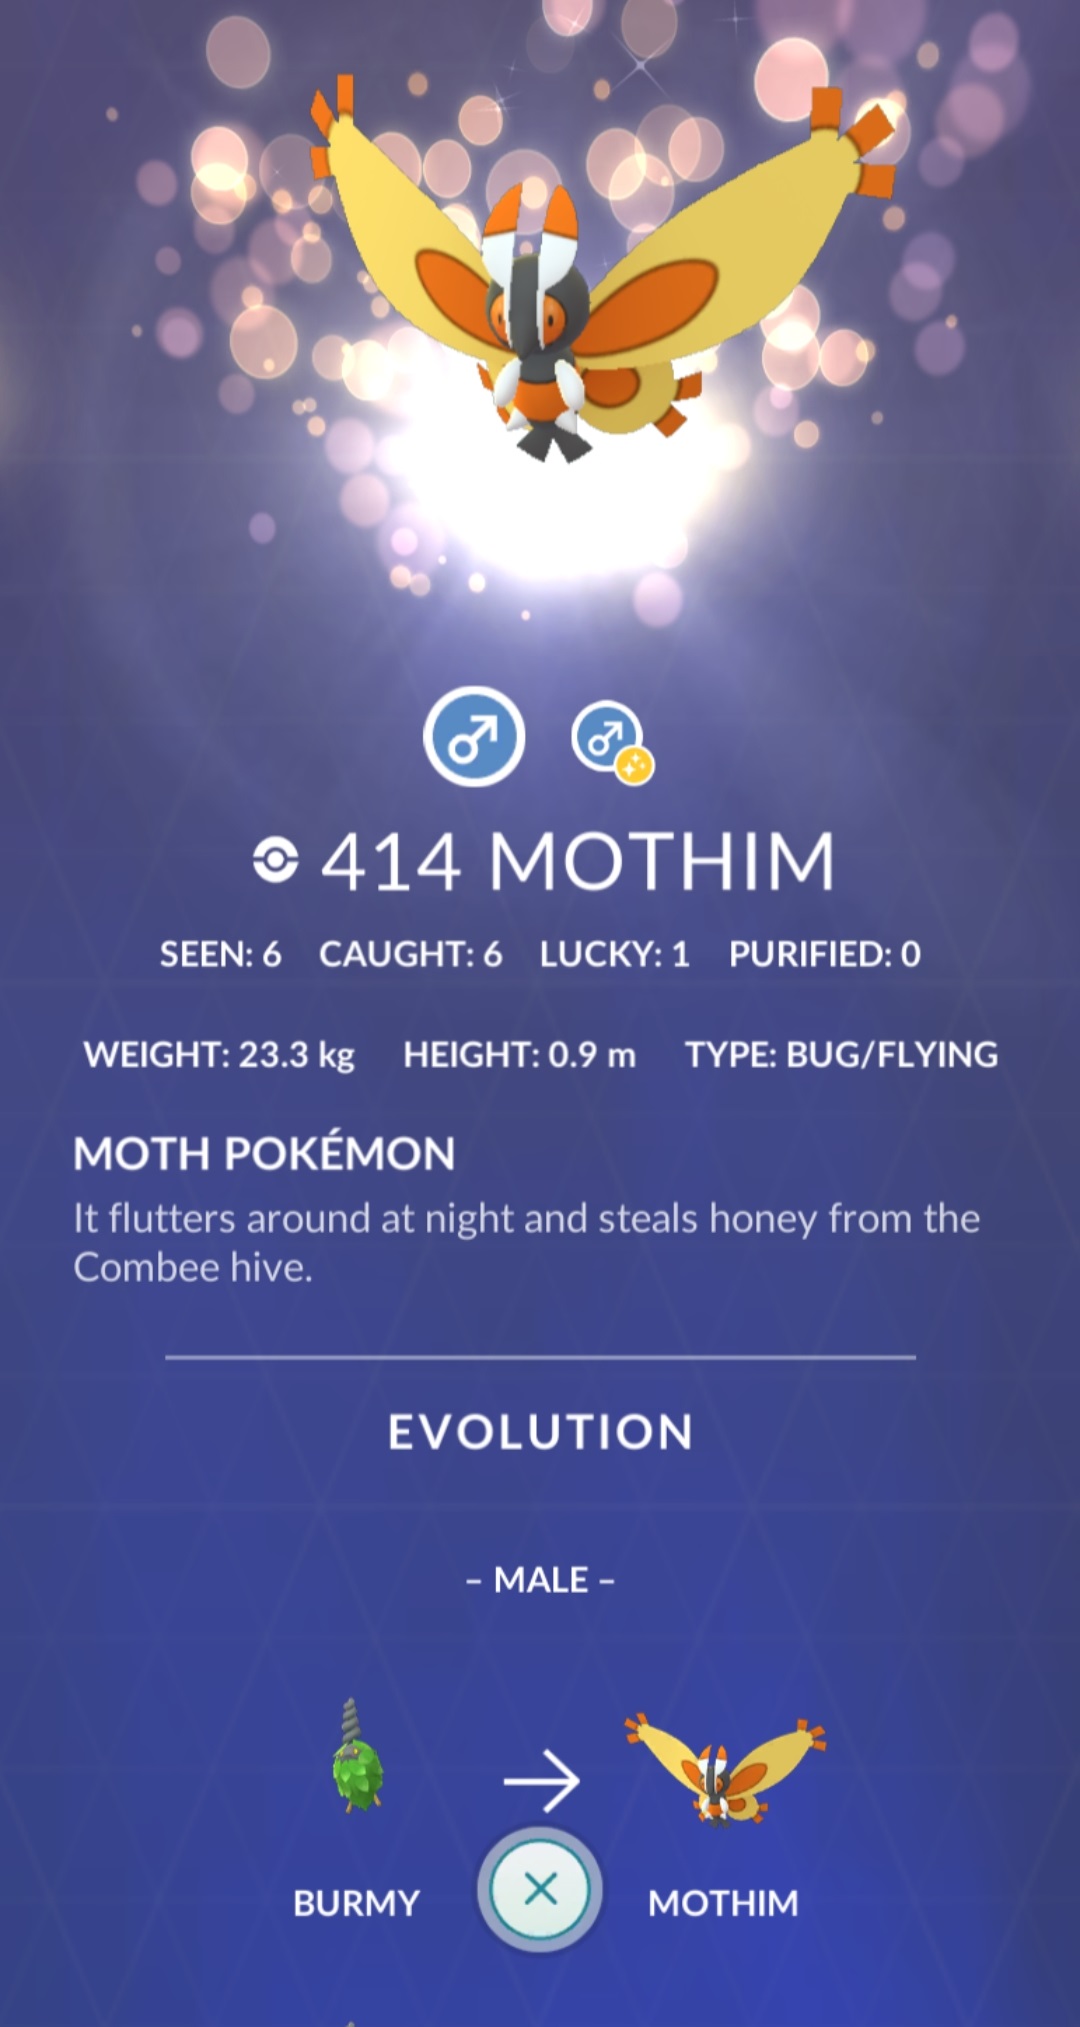 414 MOTHIM
SEEN: 6 CAUGHT: 6 LUCKY: 1 PURIFIED: 0
WEIGHT: 23.3 kg HEIGHT: 0.9 m TYPE: BUG/FLYING
MOTH POKÉMON
It flutters around at night and steals honey from the
Combee hive.
EVOLUTION
– MALE –
BURMY MOTHIM